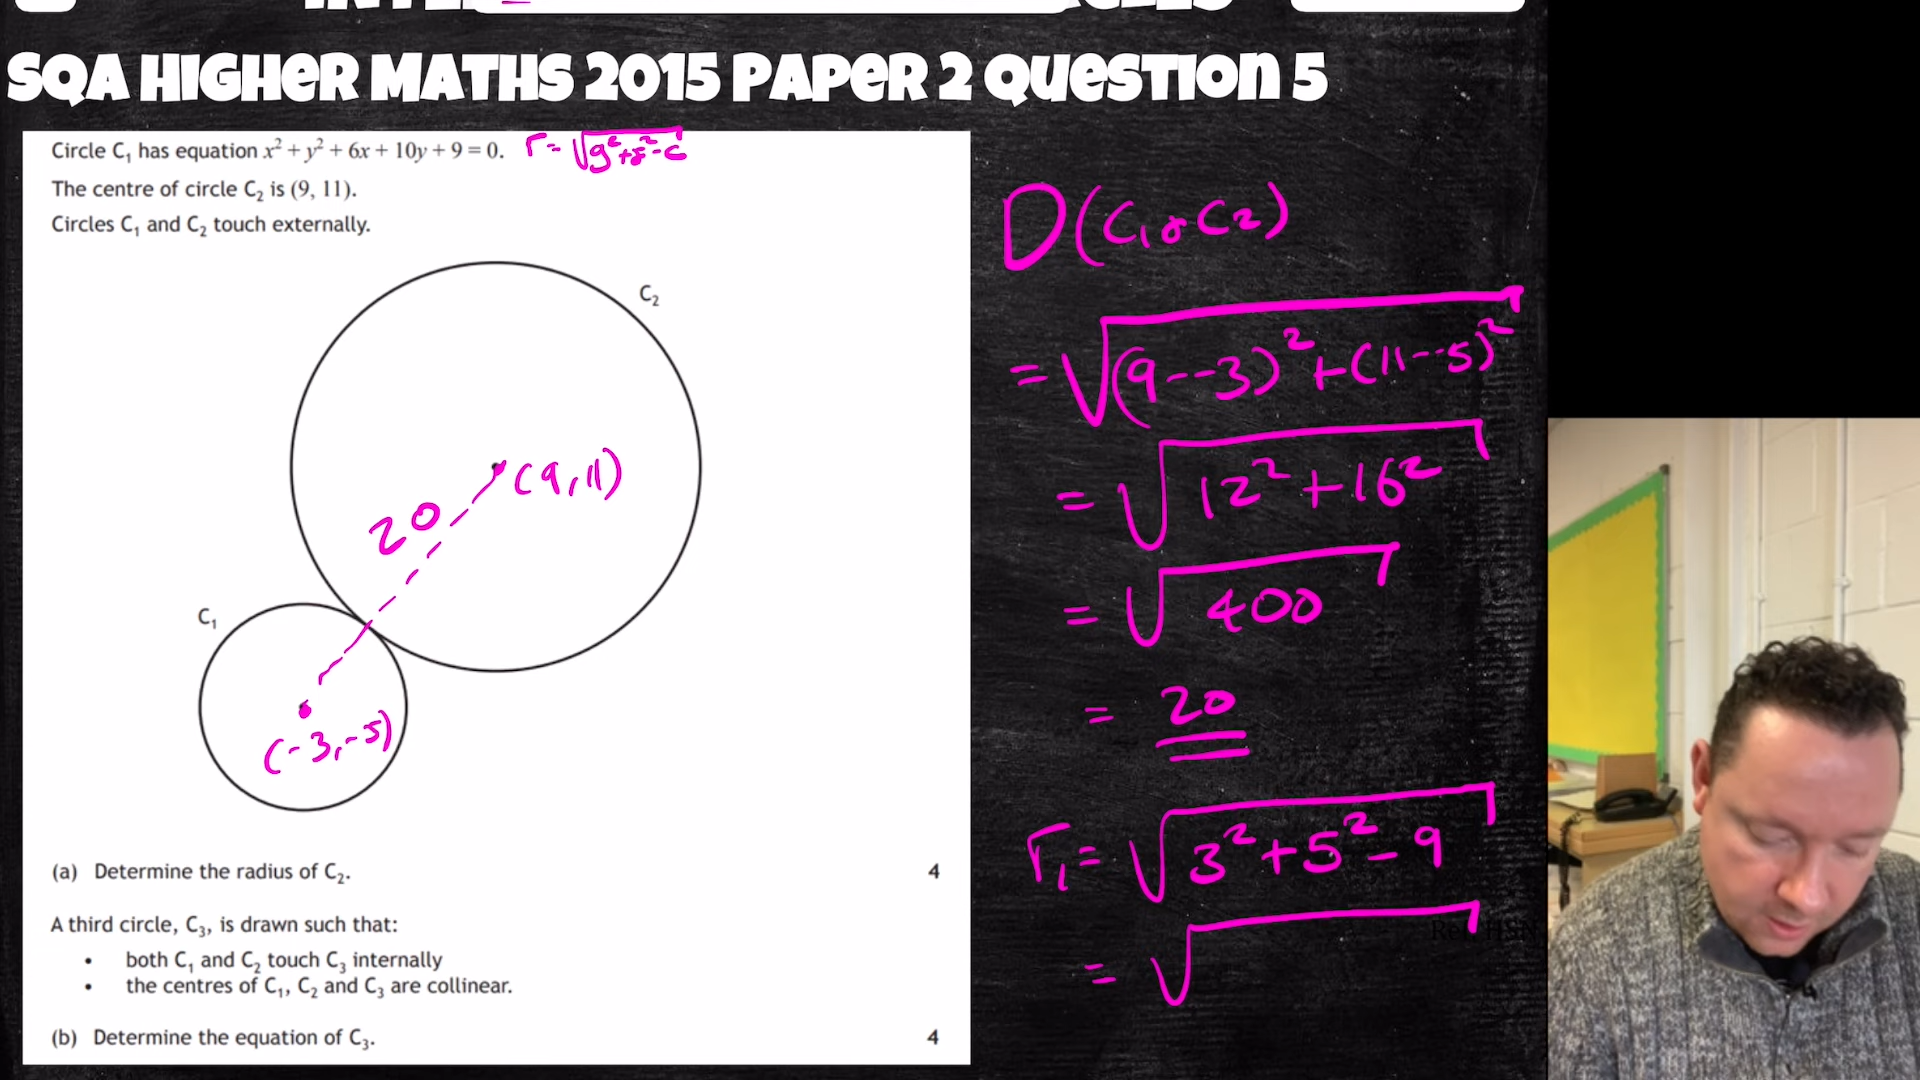 SQA HIGHER MATHS 2015 PAPER 2 QUESTION 5
Circle C₁ has equation x² + y² + 6x + 10y + 9 = 0. r = √g²+f²-c
The centre of circle C₂ is (9, 11).
Circles C₁ and C₂ touch externally.
C₂
(9,11)
20
C₁
(-3,-5)
(a) Determine the radius of C₂. 4
A third circle, C₃, is drawn such that:
• both C₁ and C₂ touch C₃ internally
• the centres of C₁, C₂ and C₃ are collinear.
(b) Determine the equation of C₃. 4
D(C₁ to C₂)
= √(9--3)²+(11--5)²
= √12²+16²
= √400
= 20
r₁ = √3²+5²-9
= √